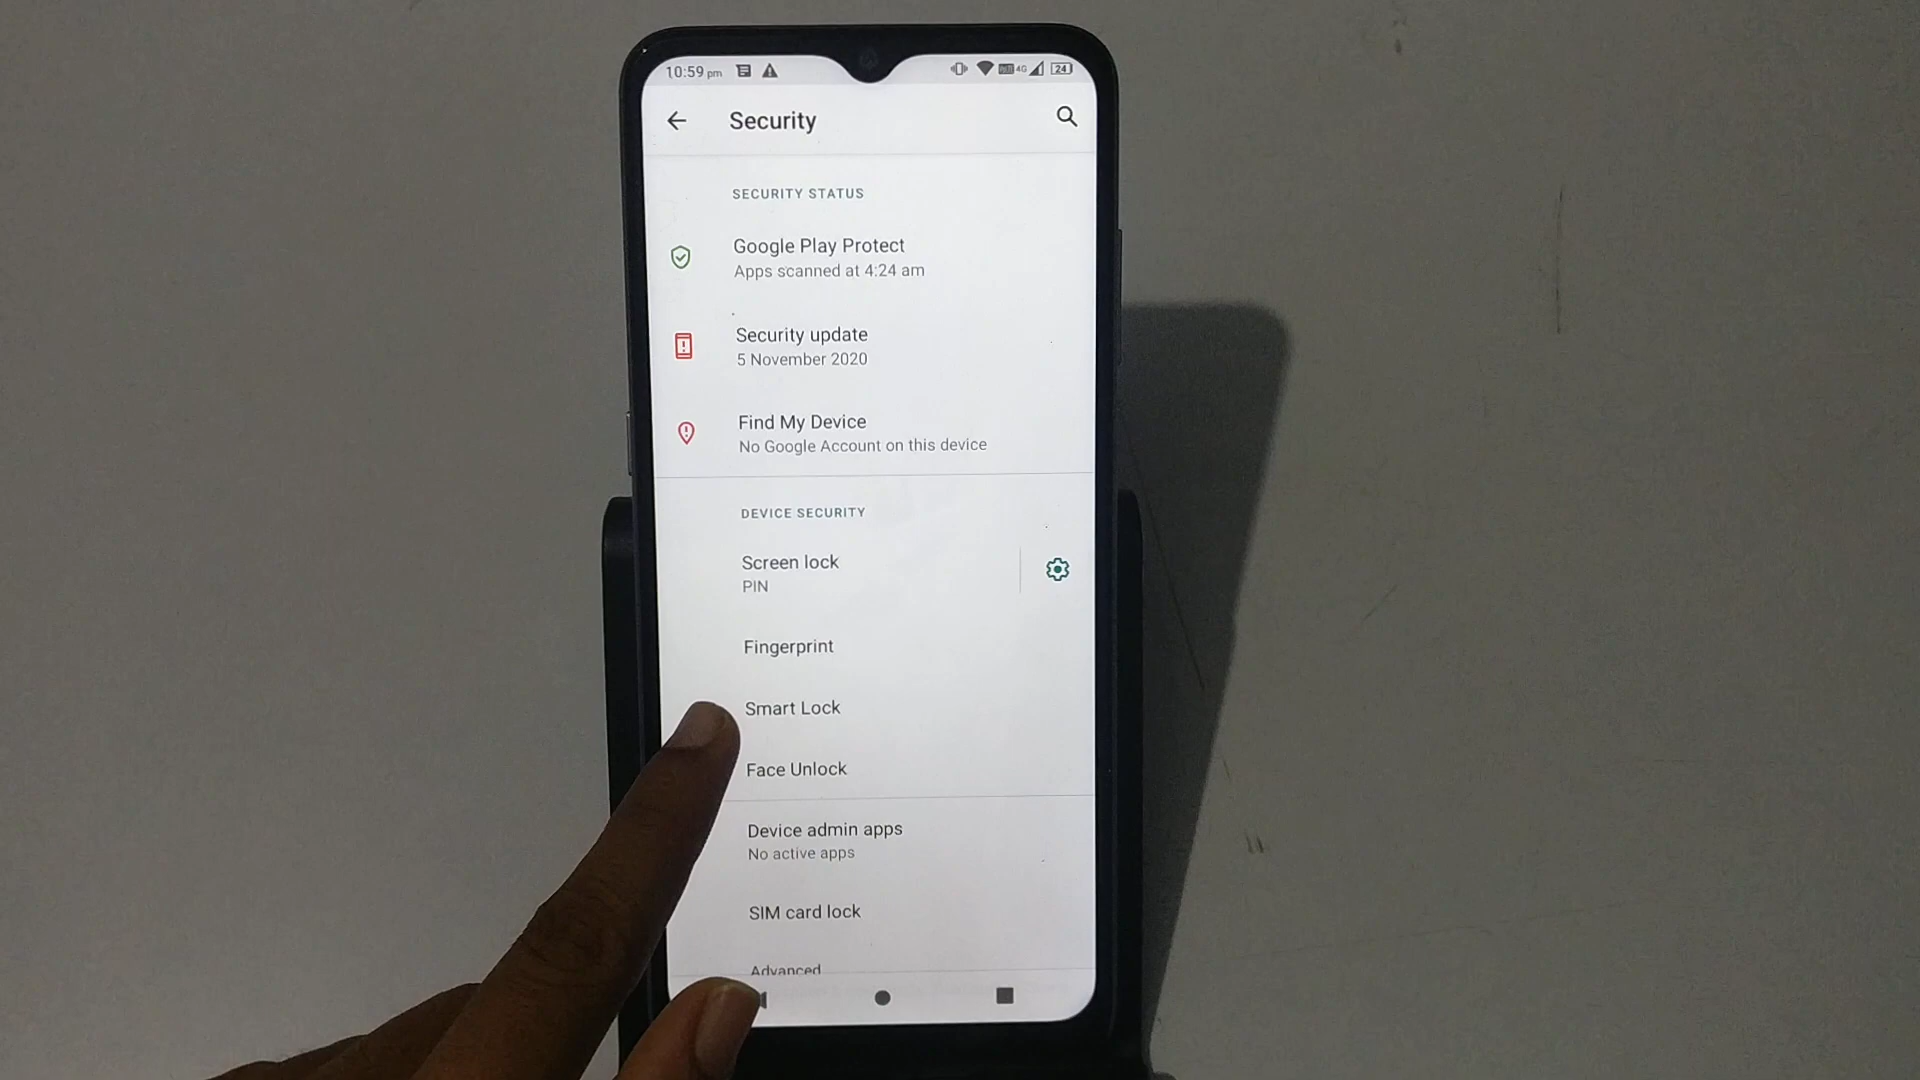 10:59 pm
4G
24
Security
SECURITY STATUS
Google Play Protect
Apps scanned at 4:24 am
Security update
5 November 2020
Find My Device
No Google Account on this device
DEVICE SECURITY
Screen lock
PIN
Fingerprint
Smart Lock
Face Unlock
Device admin apps
No active apps
SIM card lock
Advanced